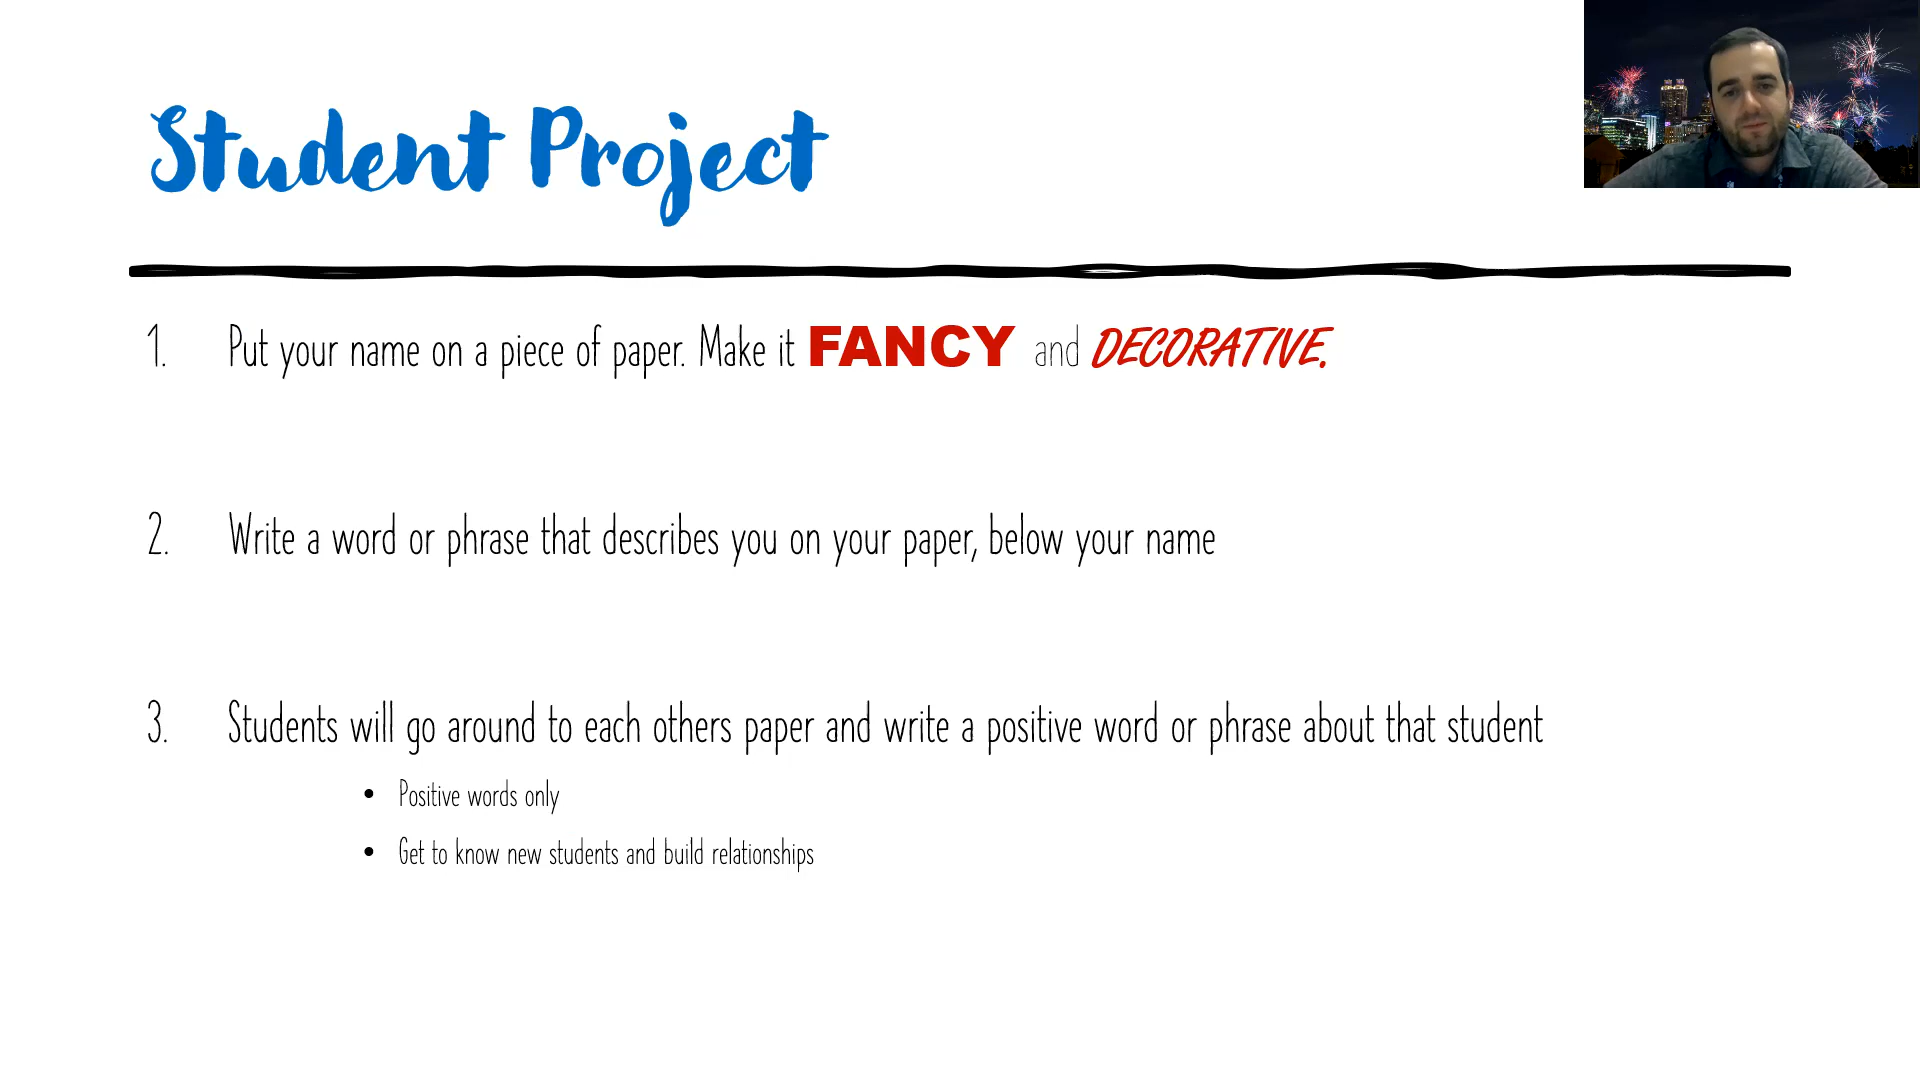 Student Project
1. Put your name on a piece of paper. Make it FANCY and DECORATIVE.
2. Write a word or phrase that describes you on your paper, below your name
3. Students will go around to each others paper and write a positive word or phrase about that student
• Positive words only
• Get to know new students and build relationships